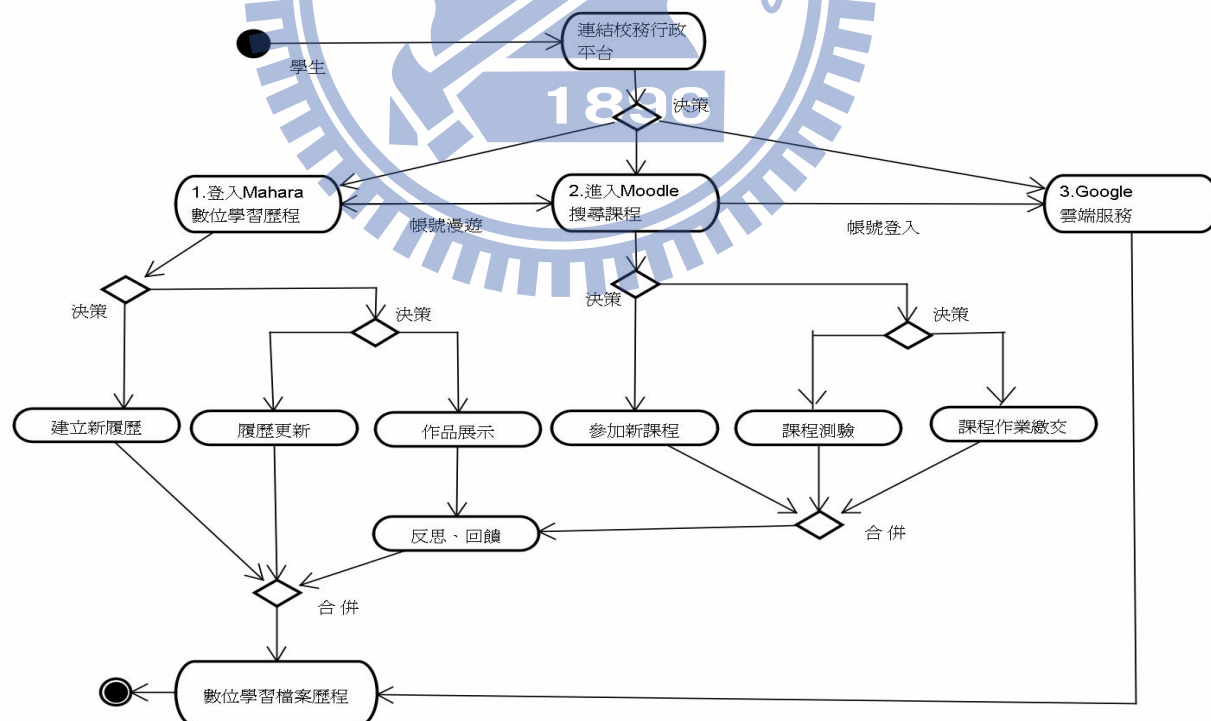 連結校務行政
平台
學生
1896
決策
1.登入Mahara
數位學習歷程
2.進入Moodle
搜尋課程
3.Google
雲端服務
帳號漫遊
帳號登入
決策
決策
決策
決策
建立新履歷
履歷更新
作品展示
參加新課程
課程測驗
課程作業繳交
反思、回饋
合併
合併
數位學習檔案歷程